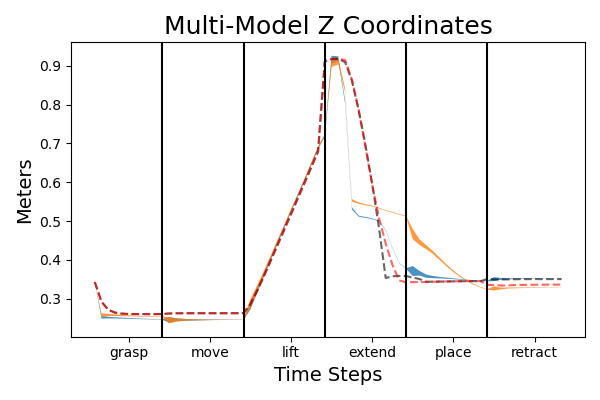 Multi-Model Z Coordinates
Meters
0.9
0.8
0.7
0.6
0.5
0.4
0.3
grasp move lift extend place retract
Time Steps